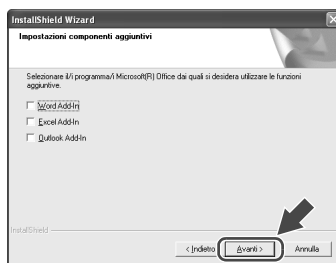 InstallShield Wizard
Impostazioni componenti aggiuntivi
Selezionare il/i programma/i Microsoft(R) Office dai quali si desidera utilizzare le funzioni
aggiuntive.
Word Add-In
Excel Add-In
Outlook Add-In
InstallShield
< Indietro Avanti > Annulla